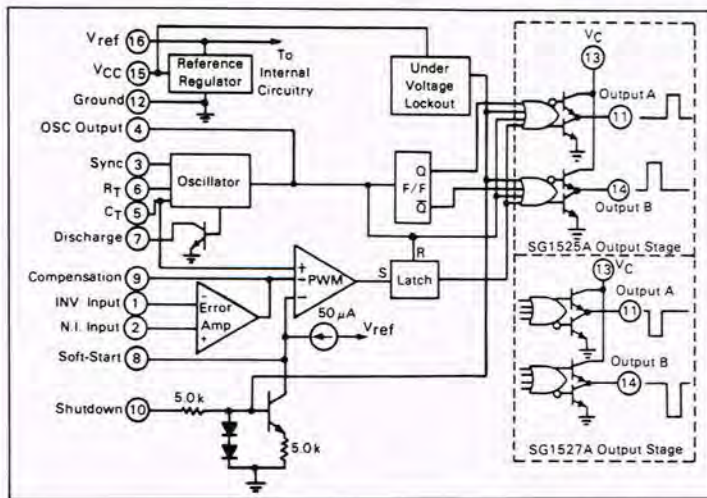 Vref 16
To
Internal
Circuitry
Reference
Regulator
VCC 15
Ground 12
OSC Output 4
Under
Voltage
Lockout
VC
13
Output A
11
14
Output B
SG1525A Output Stage
Sync 3
RT 6
CT 5
Discharge 7
Oscillator
Q
F/F
Q̅
Compensation 9
INV Input 1
N.I. Input 2
Soft-Start 8
- Error
Amp
+
+
- PWM
-
S
R
Latch
50 μA
Vref
13 VC
Output A
11
Output B
14
SG1527A Output Stage
Shutdown 10
5.0 k
5.0 k